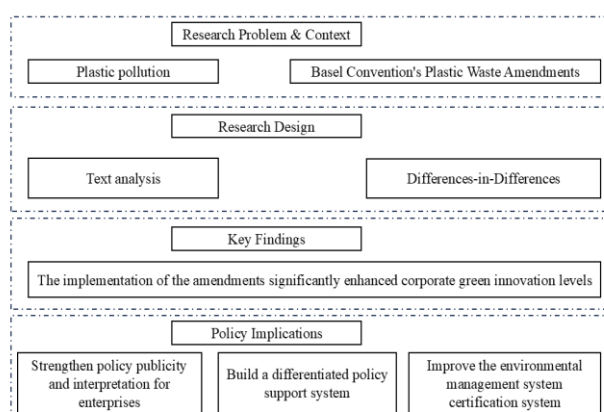 Research Problem & Context
Plastic pollution
Basel Convention's Plastic Waste Amendments
Research Design
Text analysis
Differences-in-Differences
Key Findings
The implementation of the amendments significantly enhanced corporate green innovation levels
Policy Implications
Strengthen policy publicity
and interpretation for
enterprises
Build a differentiated policy
support system
Improve the environmental
management system
certification system